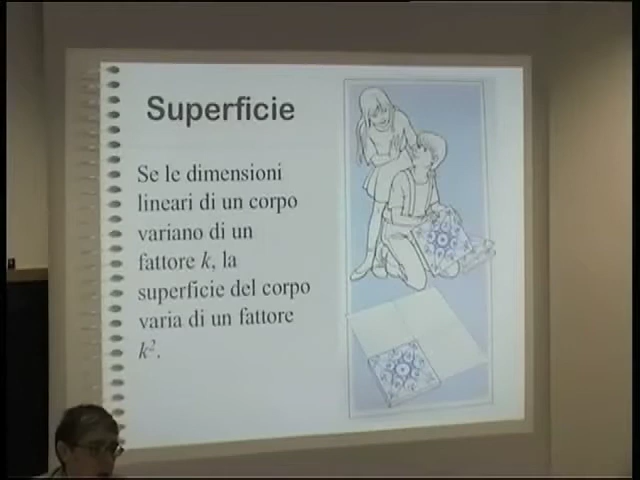 Superficie
Se le dimensioni
lineari di un corpo
variano di un
fattore k, la
superficie del corpo
varia di un fattore
k².